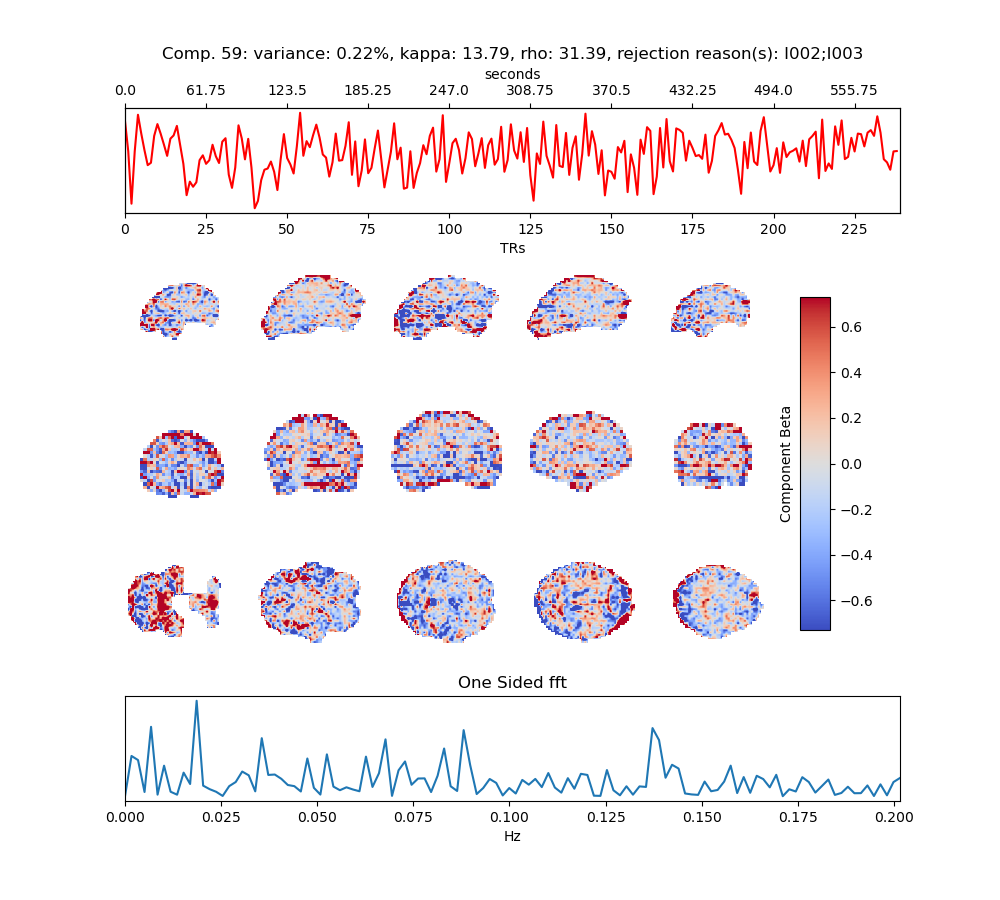 Comp. 59: variance: 0.22%, kappa: 13.79, rho: 31.39, rejection reason(s): I002;I003
seconds
0.0 61.75 123.5 185.25 247.0 308.75 370.5 432.25 494.0 555.75
0 25 50 75 100 125 150 175 200 225
TRs
0.6
0.4
0.2
0.0
−0.2
−0.4
−0.6
Component Beta
One Sided fft
0.000 0.025 0.050 0.075 0.100 0.125 0.150 0.175 0.200
Hz